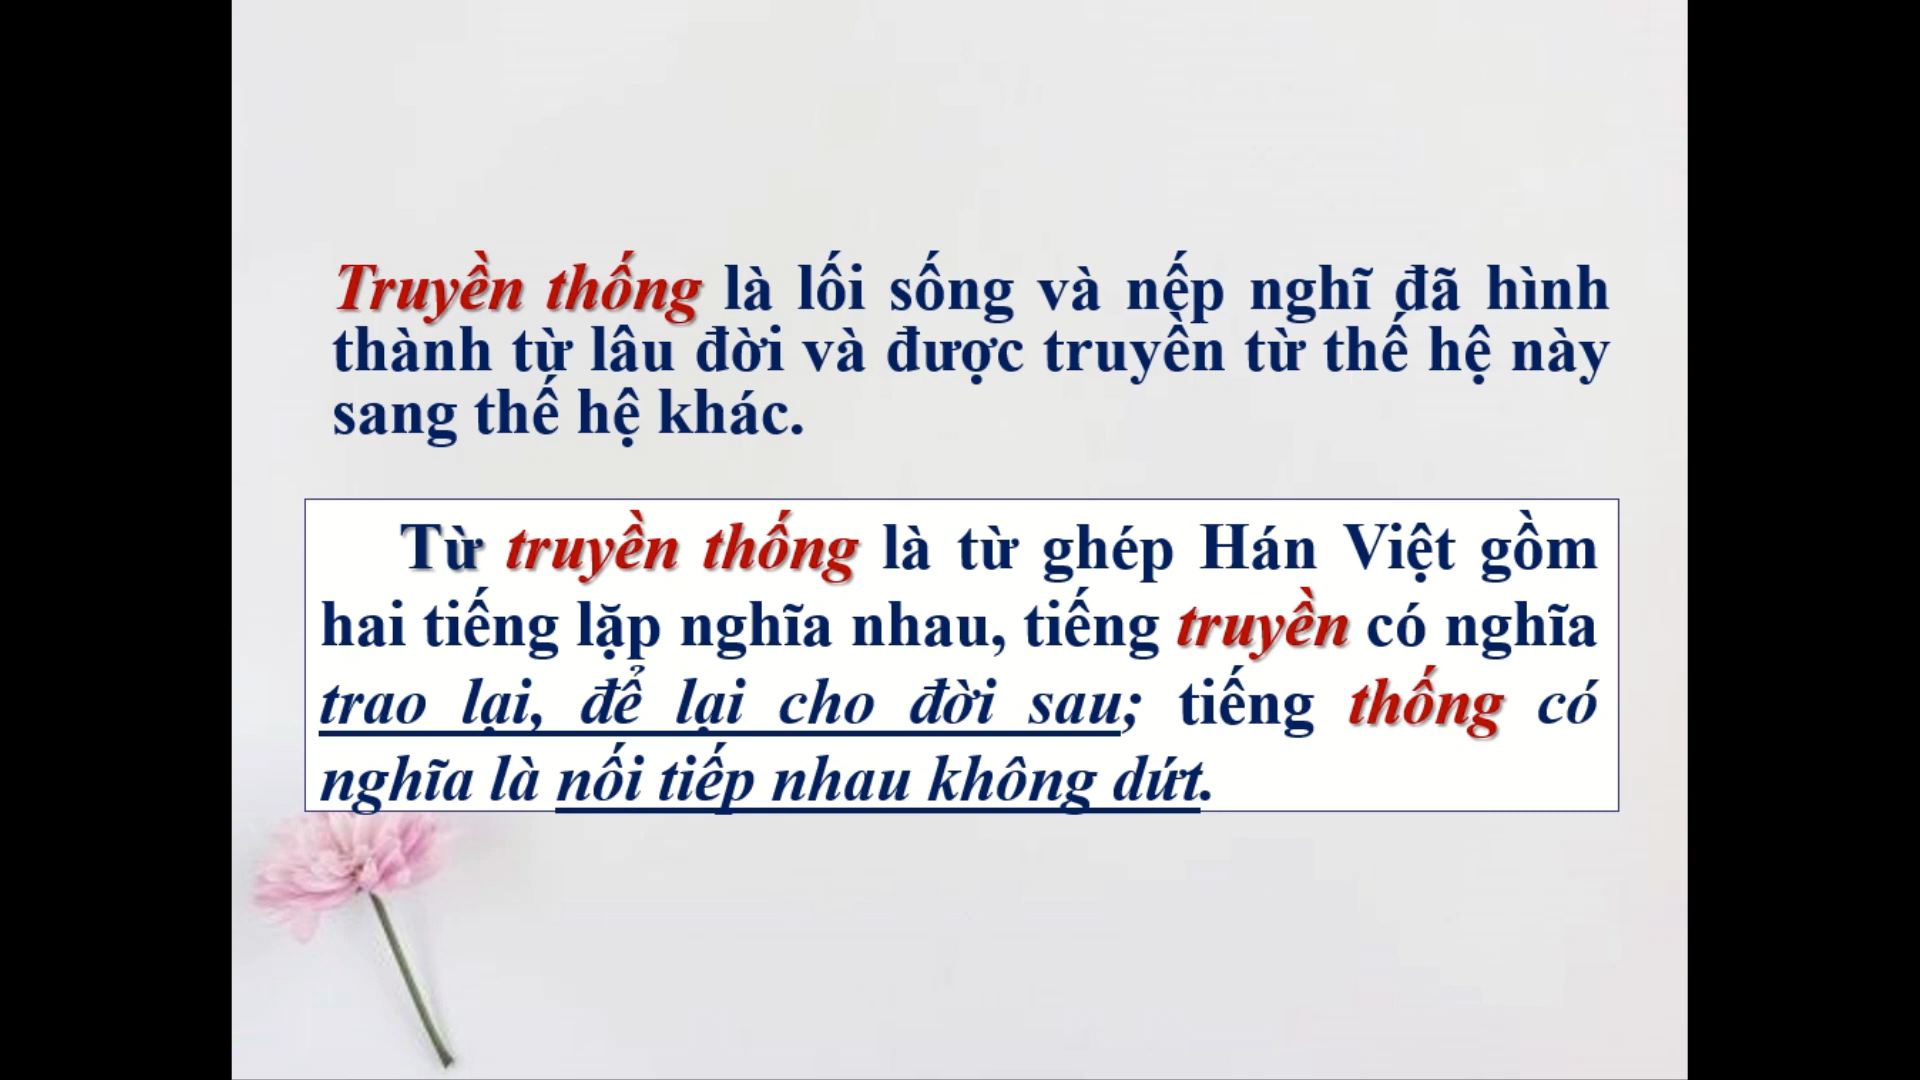 Truyền thống là lối sống và nếp nghĩ đã hình
thành từ lâu đời và được truyền từ thế hệ này
sang thế hệ khác.
Từ truyền thống là từ ghép Hán Việt gồm
hai tiếng lặp nghĩa nhau, tiếng truyền có nghĩa
trao lại, để lại cho đời sau; tiếng thống có
nghĩa là nối tiếp nhau không dứt.